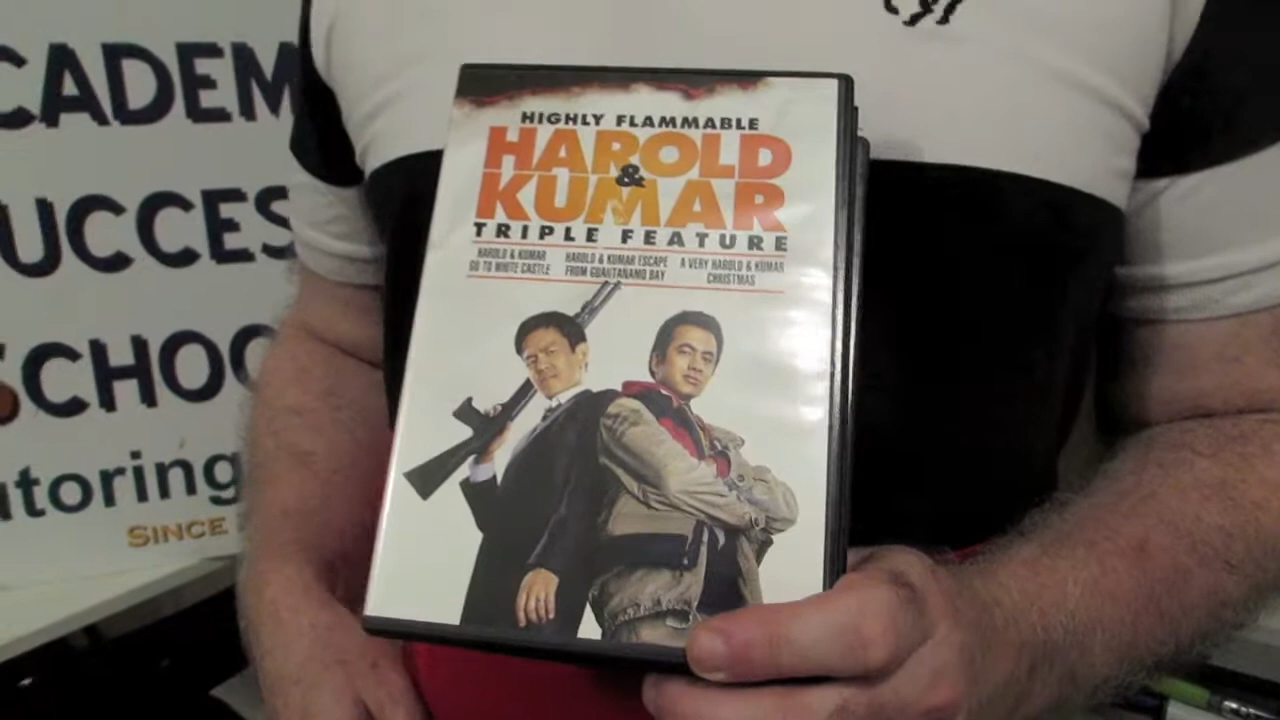 CADEM
UCCES
SCHOO
utoring
SINCE
HIGHLY FLAMMABLE
HAROLD
&
KUMAR
TRIPLE FEATURE
HAROLD & KUMAR
GO TO WHITE CASTLE
HAROLD & KUMAR ESCAPE
FROM GUANTANAMO BAY
A VERY HAROLD & KUMAR
CHRISTMAS